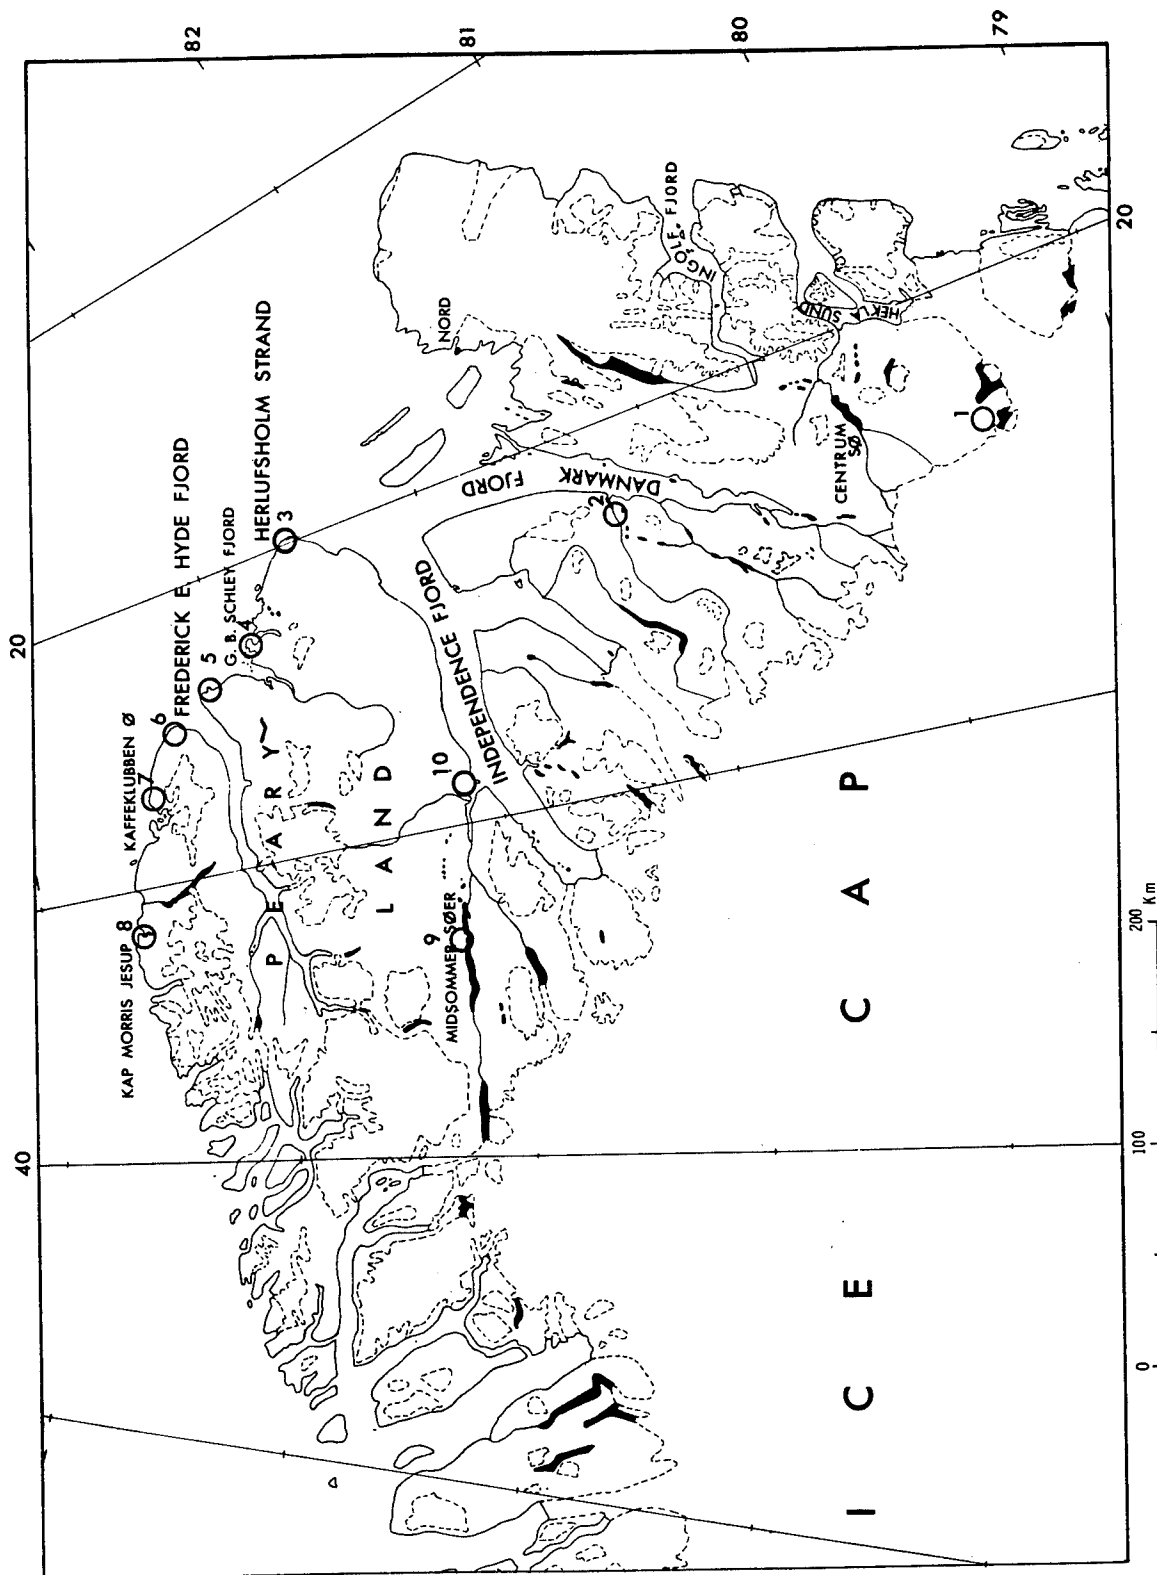 82
81
80
79
20
20
40
KAP MORRIS JESUP
8
KAFFEKLUBBEN Ø
7
6
FREDERICK E. HYDE FJORD
5
G. B. SCHLEY FJORD
4
HERLUFSHOLM STRAND
3
NORD
INGOLF FJORD
HEKLA SUND
DANMARK FJORD
2
CENTRUM SØ
1
INDEPENDENCE FJORD
10
MIDSOMMER SØER
9
PEARY
LAND
ICE CAP
0 100 200 Km